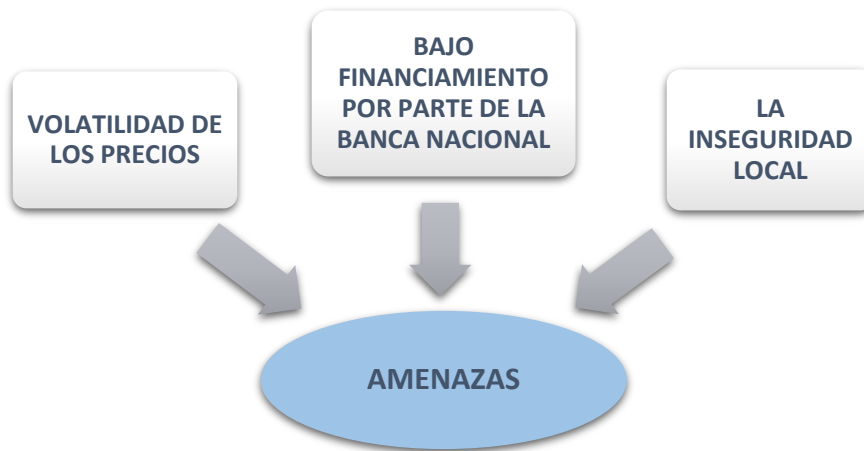 VOLATILIDAD DE
LOS PRECIOS
BAJO
FINANCIAMIENTO
POR PARTE DE LA
BANCA NACIONAL
LA
INSEGURIDAD
LOCAL
AMENAZAS